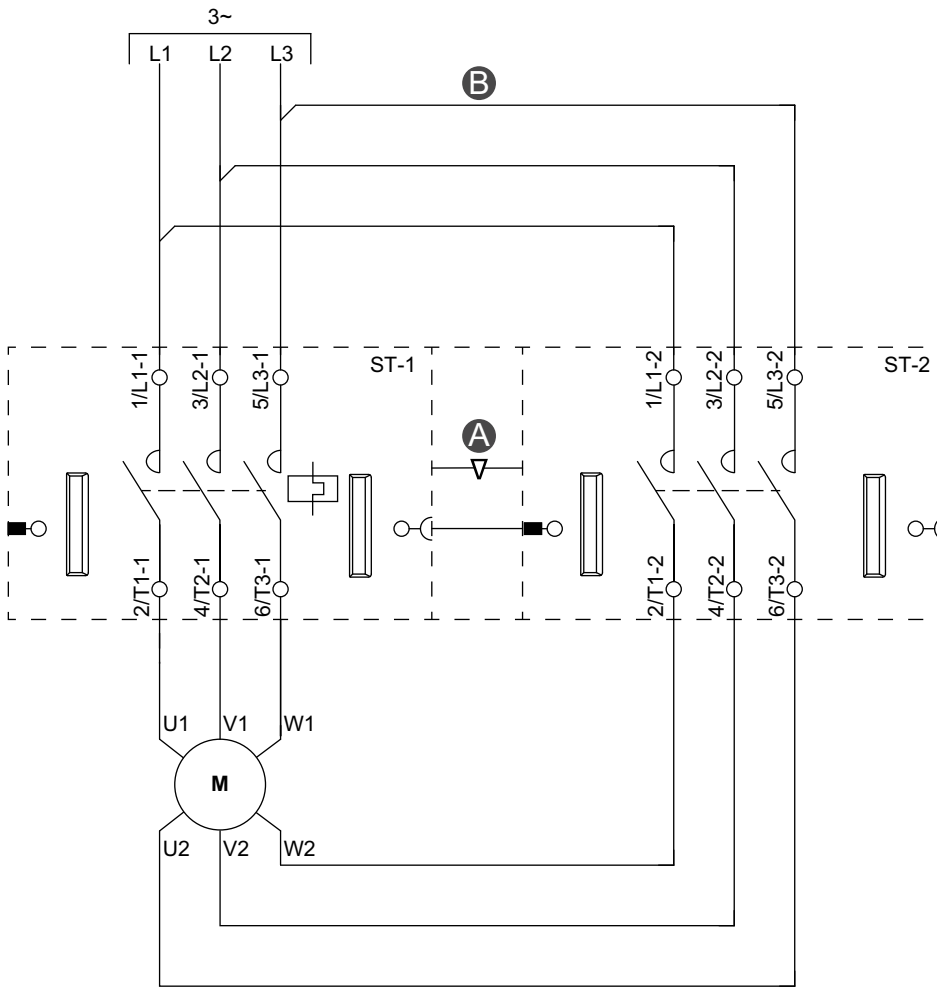 3~
L1 L2 L3
B
ST-1
ST-2
1/L1-1
3/L2-1
5/L3-1
1/L1-2
3/L2-2
5/L3-2
A
2/T1-1
4/T2-1
6/T3-1
2/T1-2
4/T2-2
6/T3-2
U1 V1 W1
M
U2 V2 W2